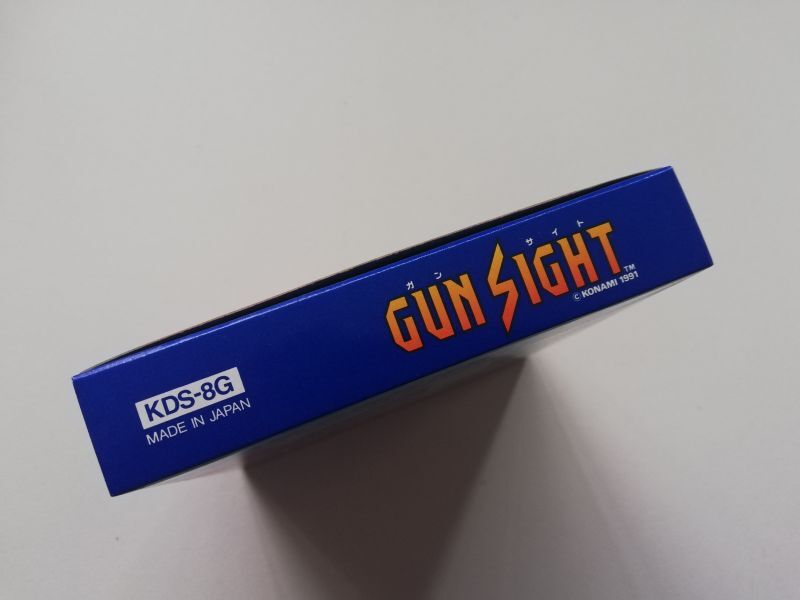 ガン サイト
GUN SIGHT™
© KONAMI 1991
KDS-8G
MADE IN JAPAN